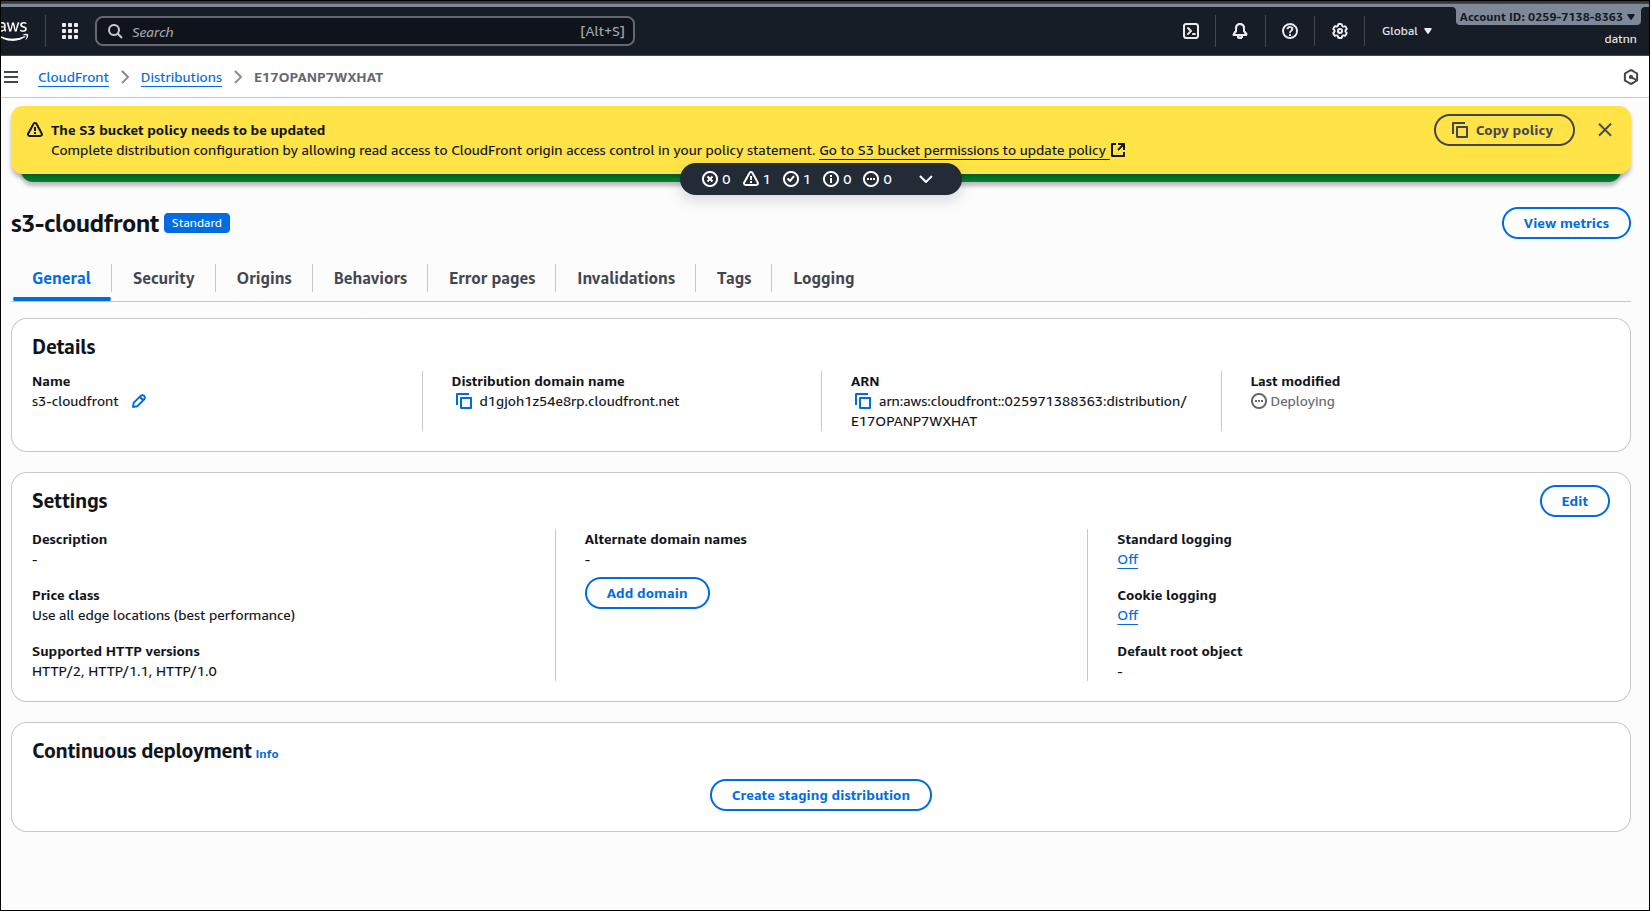 aws
Search [Alt+S]
Global
Account ID: 0259-7138-8363
datnn
CloudFront Distributions E17OPANP7WXHAT
The S3 bucket policy needs to be updated
Complete distribution configuration by allowing read access to CloudFront origin access control in your policy statement. Go to S3 bucket permissions to update policy
Copy policy
0 1 1 0 0
s3-cloudfront Standard
View metrics
General Security Origins Behaviors Error pages Invalidations Tags Logging
Details
Name
s3-cloudfront
Distribution domain name
d1gjoh1z54e8rp.cloudfront.net
ARN
arn:aws:cloudfront::025971388363:distribution/
E17OPANP7WXHAT
Last modified
Deploying
Settings
Edit
Description
-
Price class
Use all edge locations (best performance)
Supported HTTP versions
HTTP/2, HTTP/1.1, HTTP/1.0
Alternate domain names
-
Add domain
Standard logging
Off
Cookie logging
Off
Default root object
-
Continuous deployment Info
Create staging distribution